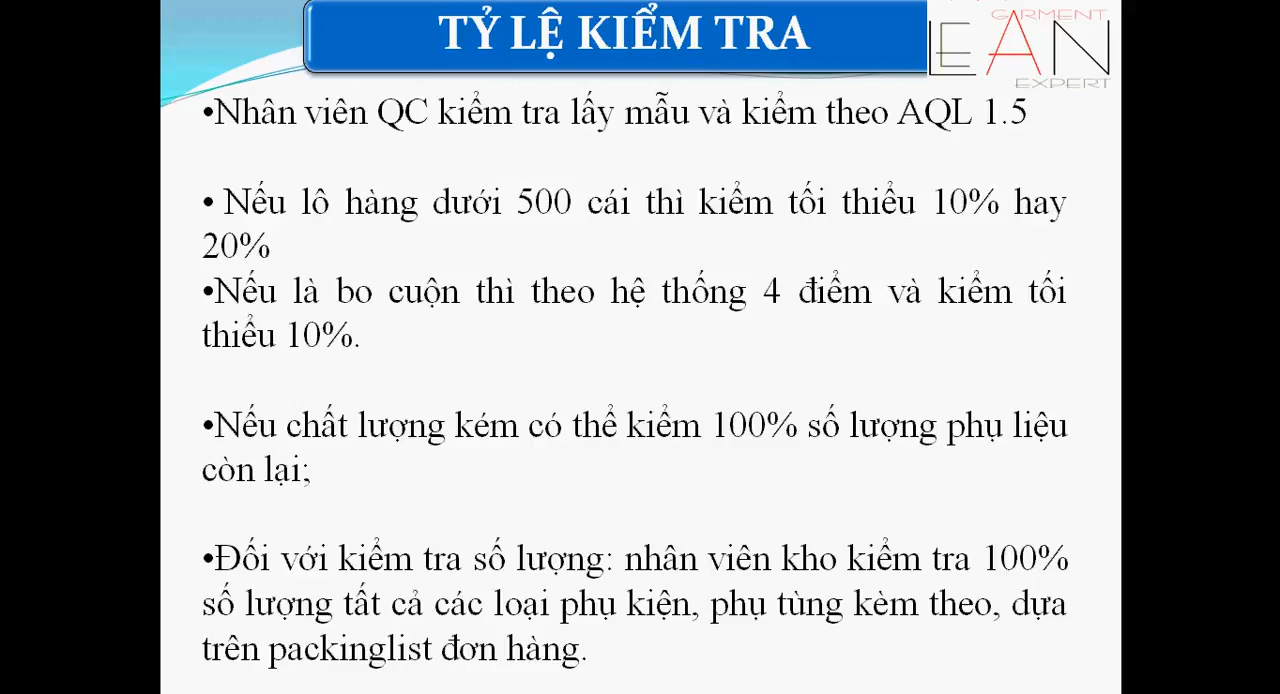 TỶ LỆ KIỂM TRA
GARMENT
LEAN
EXPERT
•Nhân viên QC kiểm tra lấy mẫu và kiểm theo AQL 1.5
• Nếu lô hàng dưới 500 cái thì kiểm tối thiểu 10% hay
20%
•Nếu là bo cuộn thì theo hệ thống 4 điểm và kiểm tối
thiểu 10%.
•Nếu chất lượng kém có thể kiểm 100% số lượng phụ liệu
còn lại;
•Đối với kiểm tra số lượng: nhân viên kho kiểm tra 100%
số lượng tất cả các loại phụ kiện, phụ tùng kèm theo, dựa
trên packinglist đơn hàng.